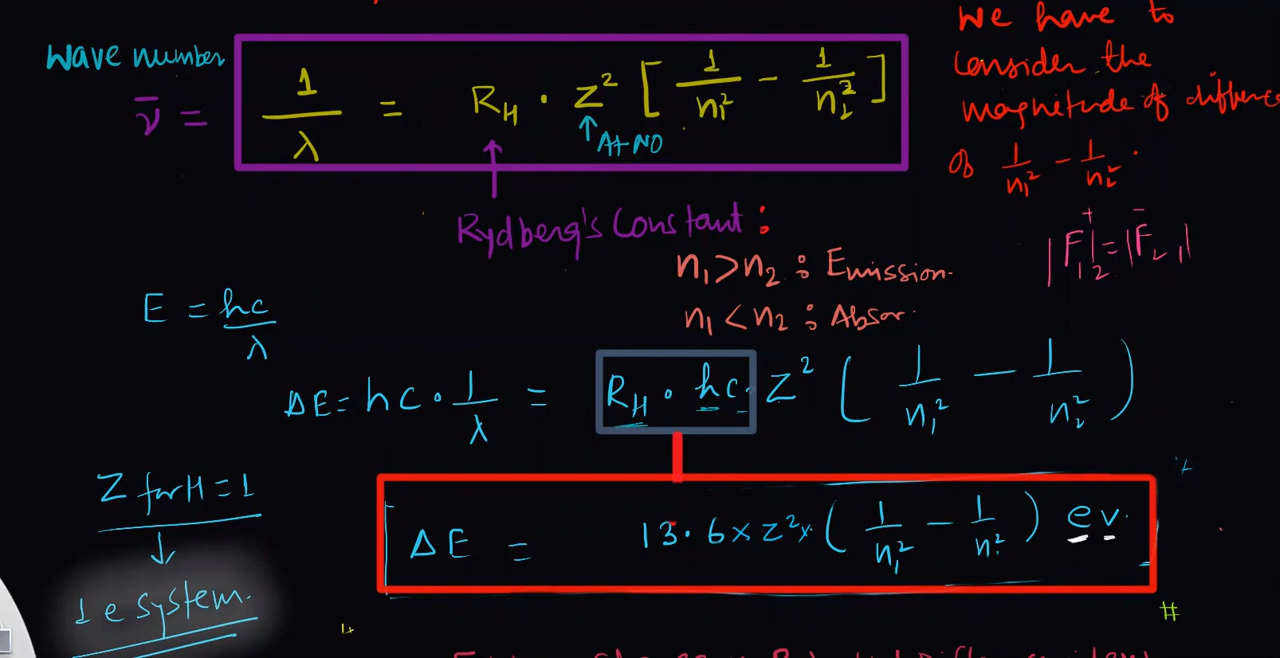 We have to
consider the
magnitude of difference
of 1/n₁² - 1/n₂² .
Wave number
ν̄ = 1/λ = R_H · Z² [ 1/n₁² - 1/n₂² ]
↑ At NO
Rydberg's Constant :
+ -
|F₁₂| = |F₂₁|
n₁ > n₂ : Emission.
n₁ < n₂ : Absor.
E = hc/λ
ΔE = hc · 1/λ = R_H · hc · Z² ( 1/n₁² - 1/n₂² )
Z for H = 1
↓
1 e system.
ΔE = 13.6 × Z² × ( 1/n₁² - 1/n₂² ) ev.
#